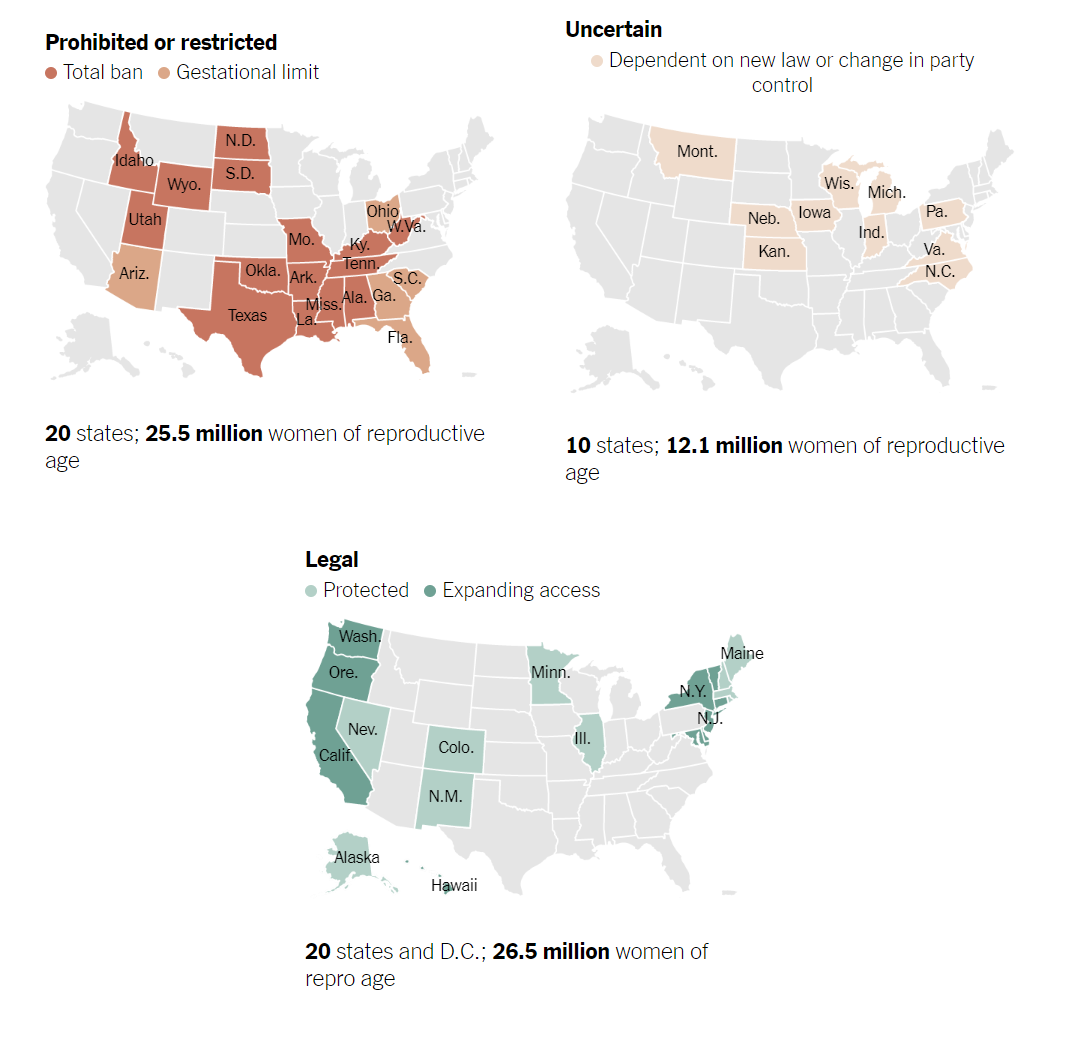 Prohibited or restricted
Total ban Gestational limit
N.D.
Idaho
S.D.
Wyo.
Utah
Ohio
W.Va.
Mo.
Ky.
Tenn.
Ariz.
Okla.
Ark.
S.C.
Miss.
Ala.
Ga.
Texas
La.
Fla.
20 states; 25.5 million women of reproductive
age
Uncertain
Dependent on new law or change in party
control
Mont.
Wis.
Mich.
Neb.
Iowa
Pa.
Ind.
Kan.
Va.
N.C.
10 states; 12.1 million women of reproductive
age
Legal
Protected Expanding access
Wash.
Maine
Ore.
Minn.
N.Y.
N.J.
Nev.
Ill.
Calif.
Colo.
N.M.
Alaska
Hawaii
20 states and D.C.; 26.5 million women of
repro age